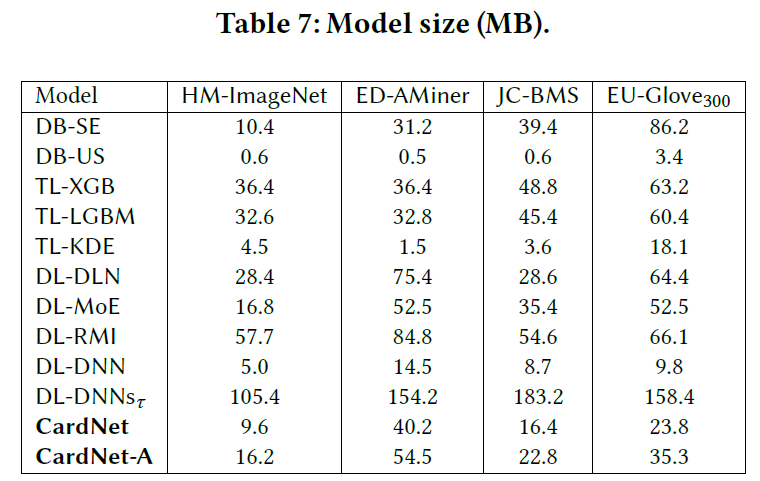 Table 7: Model size (MB).
Model HM-ImageNet ED-AMiner JC-BMS EU-Glove300
DB-SE 10.4 31.2 39.4 86.2
DB-US 0.6 0.5 0.6 3.4
TL-XGB 36.4 36.4 48.8 63.2
TL-LGBM 32.6 32.8 45.4 60.4
TL-KDE 4.5 1.5 3.6 18.1
DL-DLN 28.4 75.4 28.6 64.4
DL-MoE 16.8 52.5 35.4 52.5
DL-RMI 57.7 84.8 54.6 66.1
DL-DNN 5.0 14.5 8.7 9.8
DL-DNNsτ 105.4 154.2 183.2 158.4
CardNet 9.6 40.2 16.4 23.8
CardNet-A 16.2 54.5 22.8 35.3